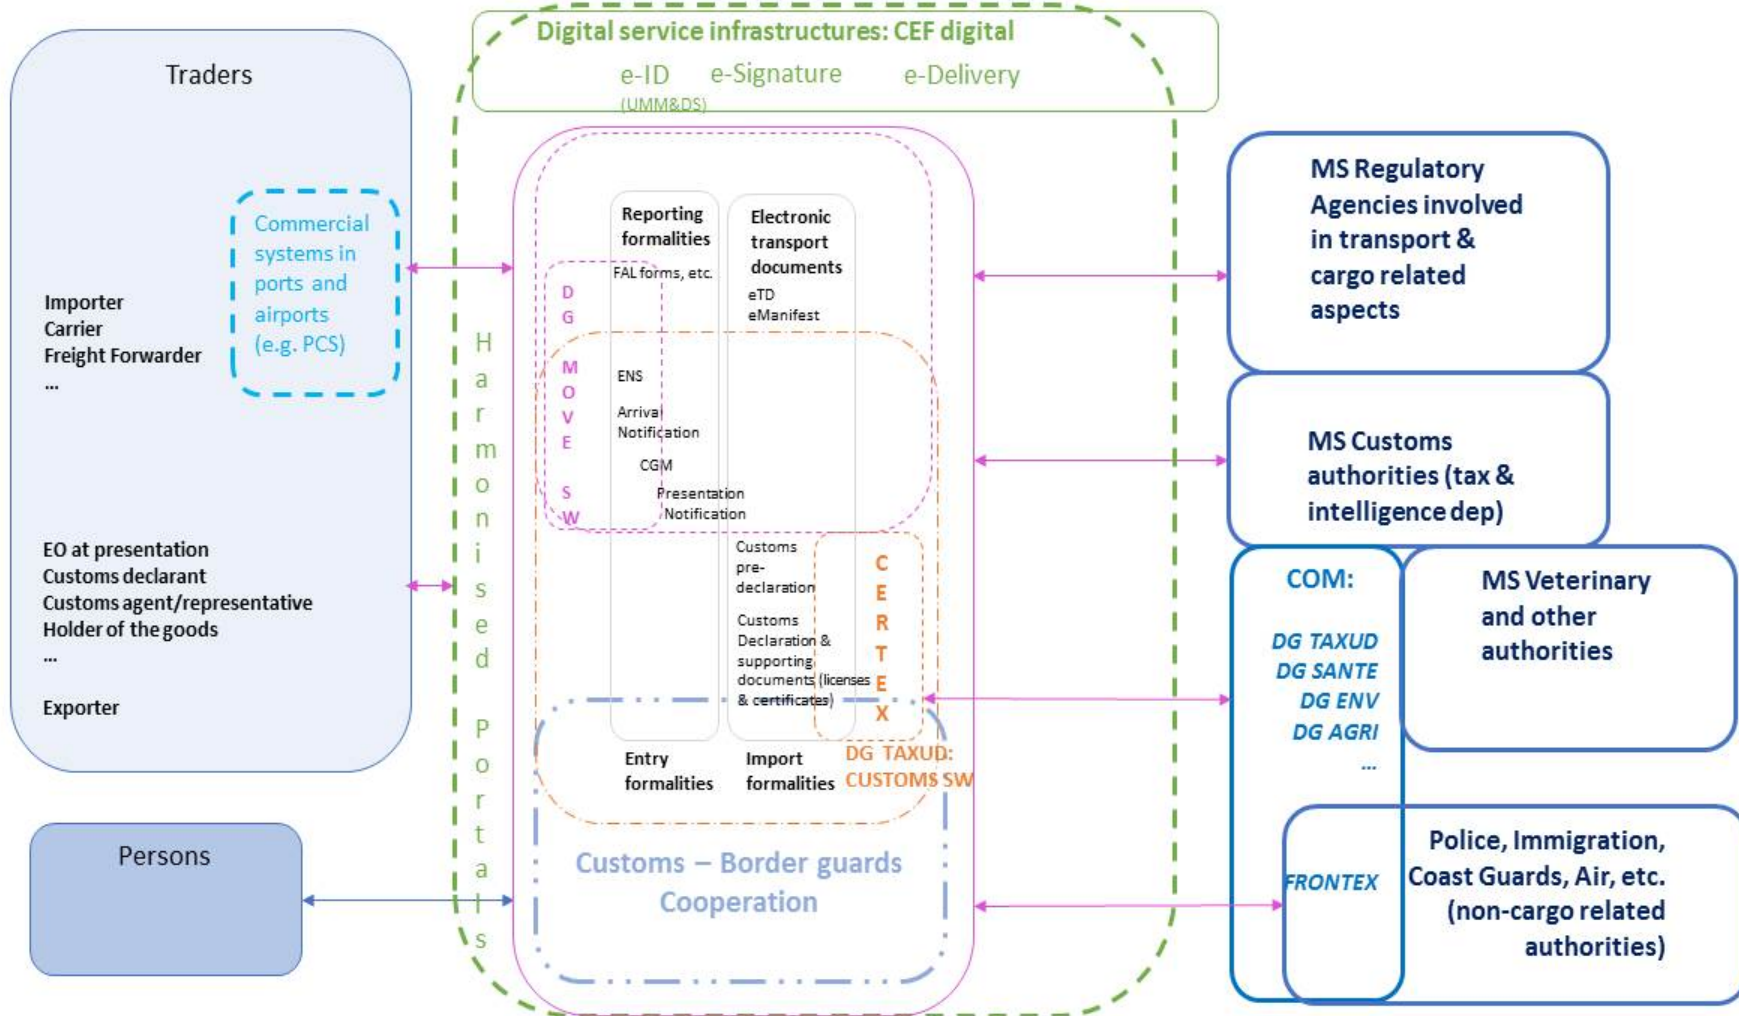 Digital service infrastructures: CEF digital
e-ID e-Signature e-Delivery
(UMM&DS)
Traders
Commercial
systems in
ports and
airports
(e.g. PCS)
Importer
Carrier
Freight Forwarder
...
EO at presentation
Customs declarant
Customs agent/representative
Holder of the goods
...
Exporter
Persons
Harmonised Portals
Reporting
formalities
FAL forms, etc.
Electronic
transport
documents
eTD
eManifest
DG MOVE SW
ENS
Arrival
Notification
CGM
Presentation
Notification
Customs
pre-
declaration
Customs
Declaration &
supporting
documents (licenses
& certificates)
CERTEX
Entry
formalities
Import
formalities
DG TAXUD:
CUSTOMS SW
Customs – Border guards
Cooperation
MS Regulatory
Agencies involved
in transport &
cargo related
aspects
MS Customs
authorities (tax &
intelligence dep)
COM:
DG TAXUD
DG SANTE
DG ENV
DG AGRI
...
FRONTEX
MS Veterinary
and other
authorities
Police, Immigration,
Coast Guards, Air, etc.
(non-cargo related
authorities)